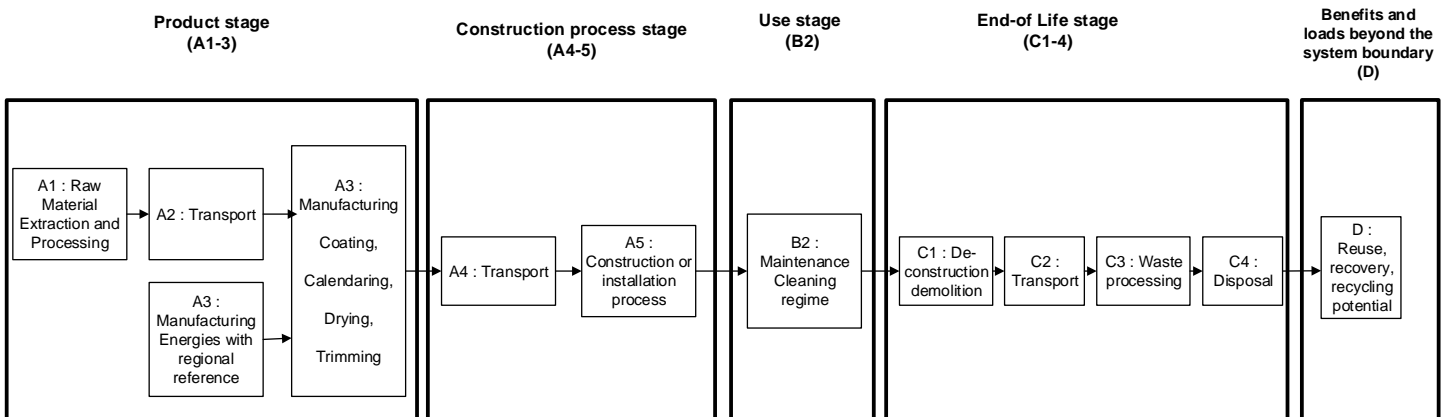 Product stage
(A1-3)
Construction process stage
(A4-5)
Use stage
(B2)
End-of Life stage
(C1-4)
Benefits and
loads beyond the
system boundary
(D)
A1 : Raw
Material
Extraction and
Processing
A2 : Transport
A3 :
Manufacturing
Energies with
regional
reference
A3 :
Manufacturing
Coating,
Calendaring,
Drying,
Trimming
A4 : Transport
A5 :
Construction or
installation
process
B2 :
Maintenance
Cleaning
regime
C1 : De-
construction
demolition
C2 :
Transport
C3 : Waste
processing
C4 :
Disposal
D :
Reuse,
recovery,
recycling
potential